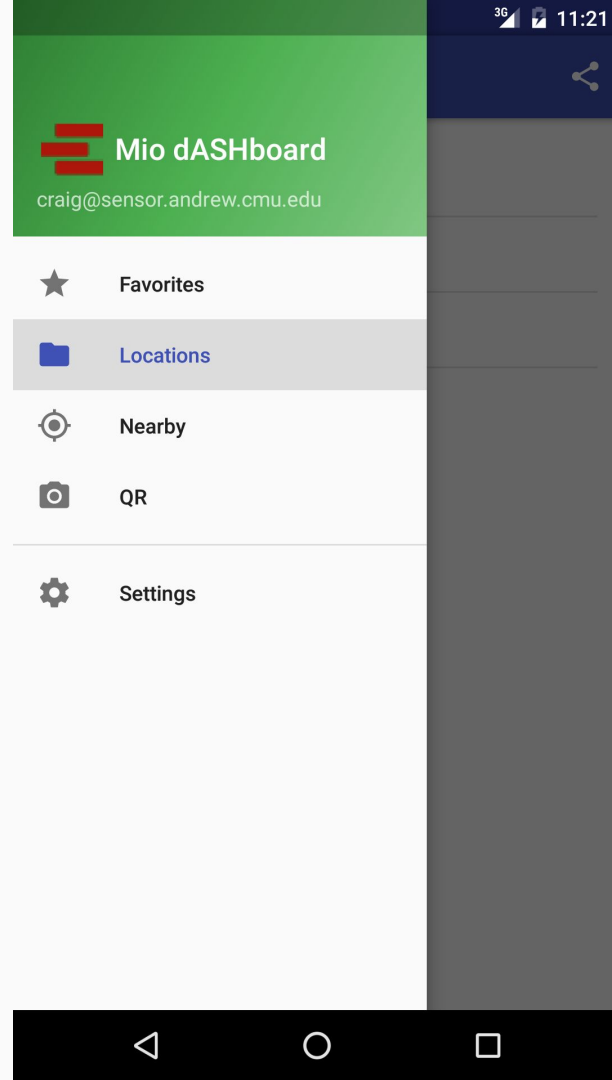 3G 11:21
Mio dASHboard
craig@sensor.andrew.cmu.edu
Favorites
Locations
Nearby
QR
Settings